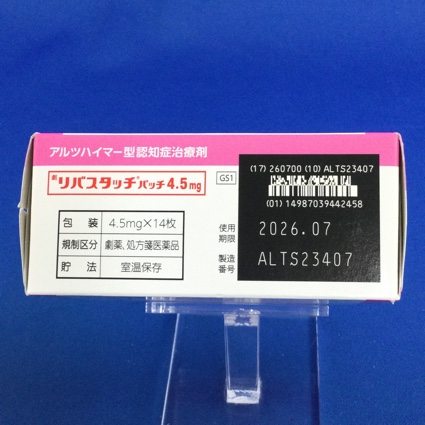 アルツハイマー型認知症治療剤
劇 リバスタッチ®パッチ4.5mg
GS1
(17) 260700 (10) ALTS23407
(01) 14987039442458
包 装 4.5mg×14枚
規制区分 劇薬、処方箋医薬品
貯 法 室温保存
使用期限 2026.07
製造番号 ALTS23407